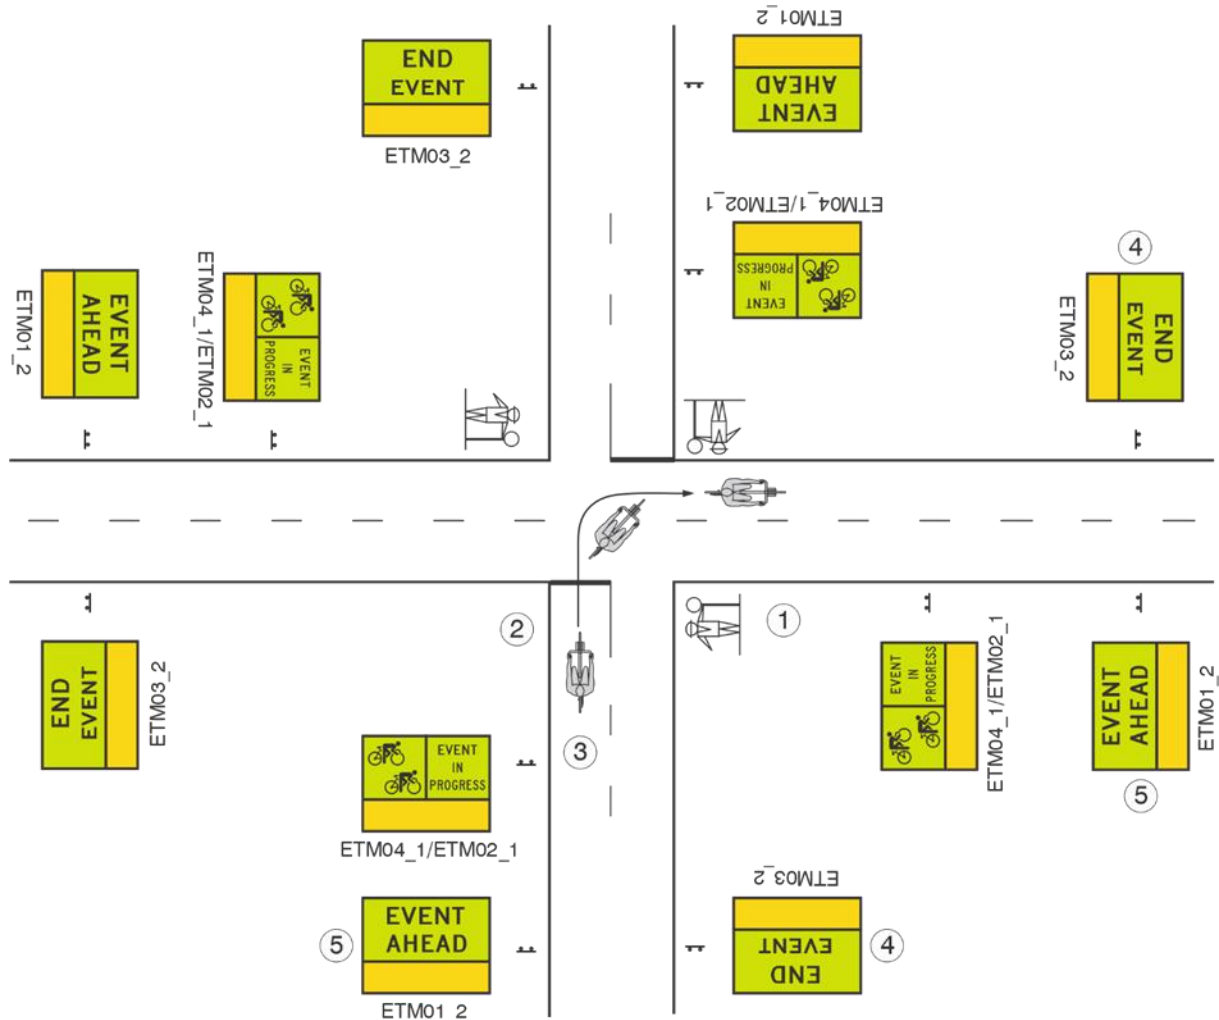 ETM01_2
END
EVENT
EVENT
AHEAD
ETM03_2
ETM04_1/ETM02_1
EVENT
IN
PROGRESS
4
EVENT
AHEAD
ETM01_2
ETM04_1/ETM02_1
EVENT
IN
PROGRESS
END
EVENT
ETM03_2
2
1
END
EVENT
ETM03_2
3
EVENT
IN
PROGRESS
ETM04_1/ETM02_1
EVENT
IN
PROGRESS
ETM04_1/ETM02_1
EVENT
AHEAD
ETM01_2
5
5
EVENT
AHEAD
ETM01_2
ETM03_2
END
EVENT
4